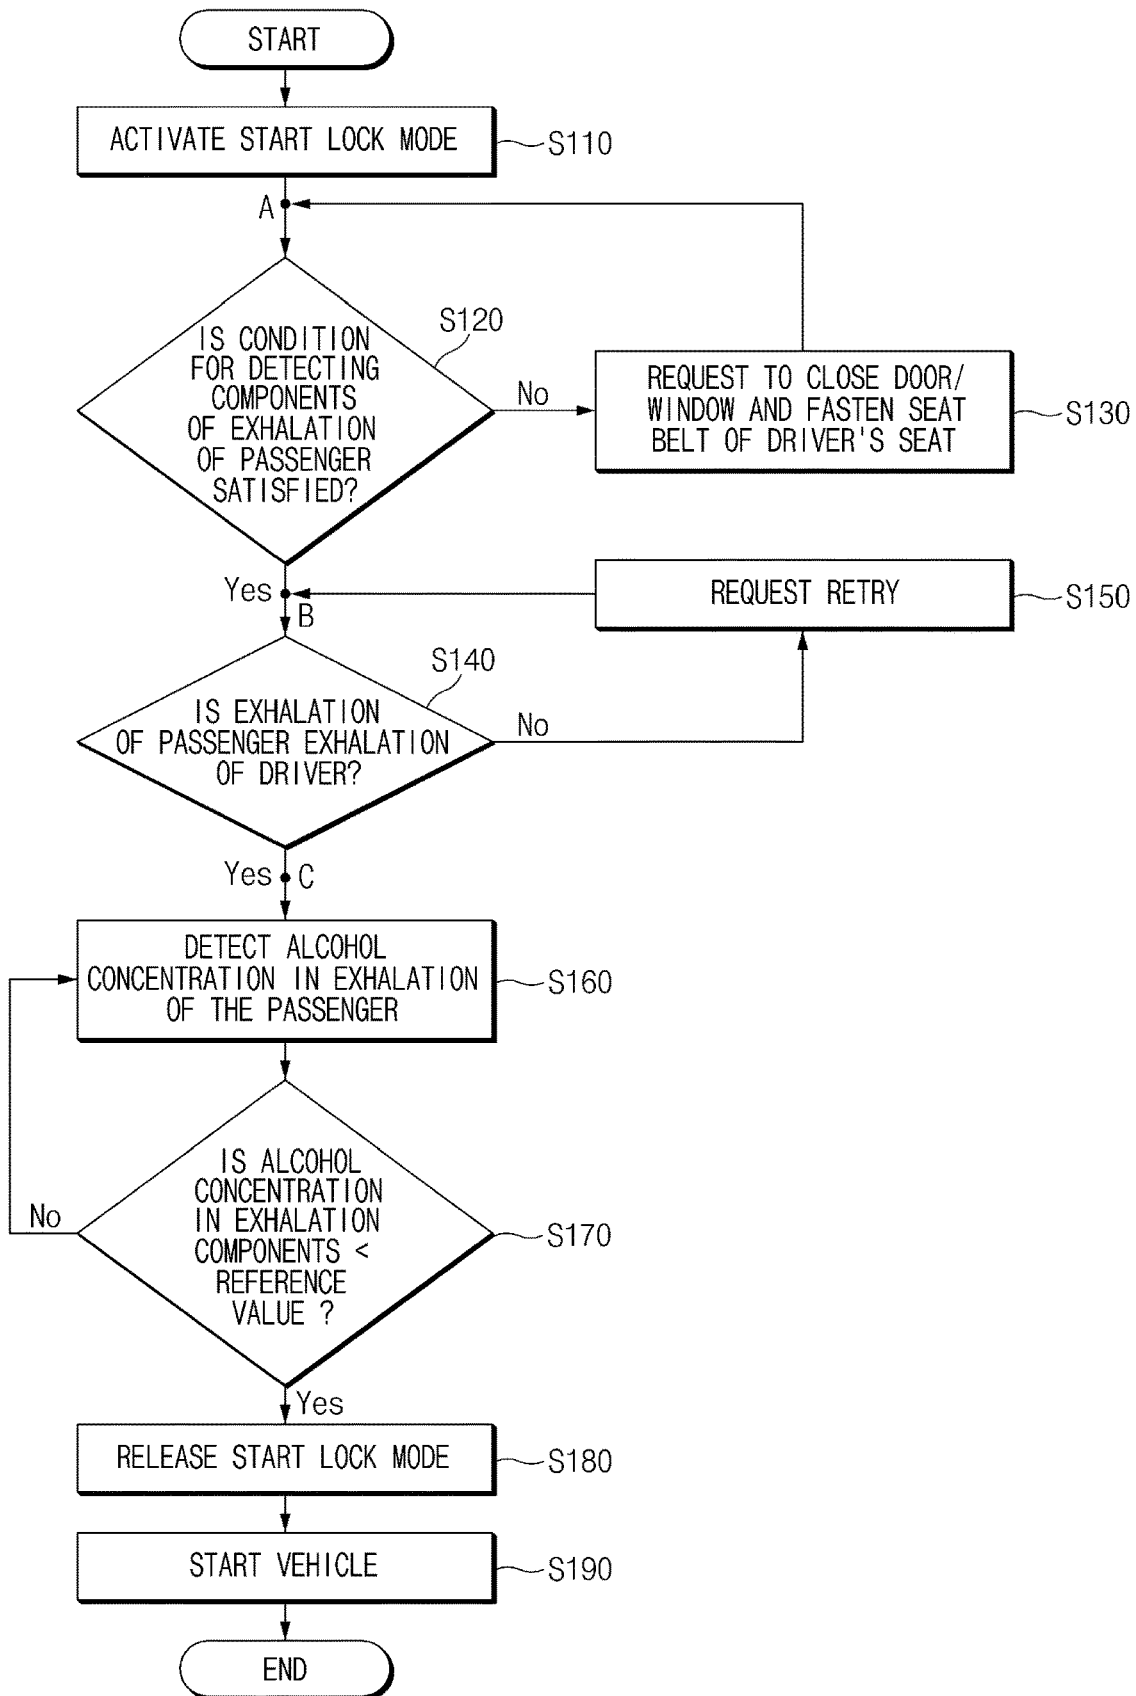 START
ACTIVATE START LOCK MODE
S110
A
S120
IS CONDITION
FOR DETECTING
COMPONENTS
OF EXHALATION
OF PASSENGER
SATISFIED?
No
REQUEST TO CLOSE DOOR/
WINDOW AND FASTEN SEAT
BELT OF DRIVER'S SEAT
S130
Yes
B
REQUEST RETRY
S150
S140
IS EXHALATION
OF PASSENGER EXHALATION
OF DRIVER?
No
Yes
C
DETECT ALCOHOL
CONCENTRATION IN EXHALATION
OF THE PASSENGER
S160
IS ALCOHOL
CONCENTRATION
IN EXHALATION
COMPONENTS <
REFERENCE
VALUE ?
No
S170
Yes
RELEASE START LOCK MODE
S180
START VEHICLE
S190
END